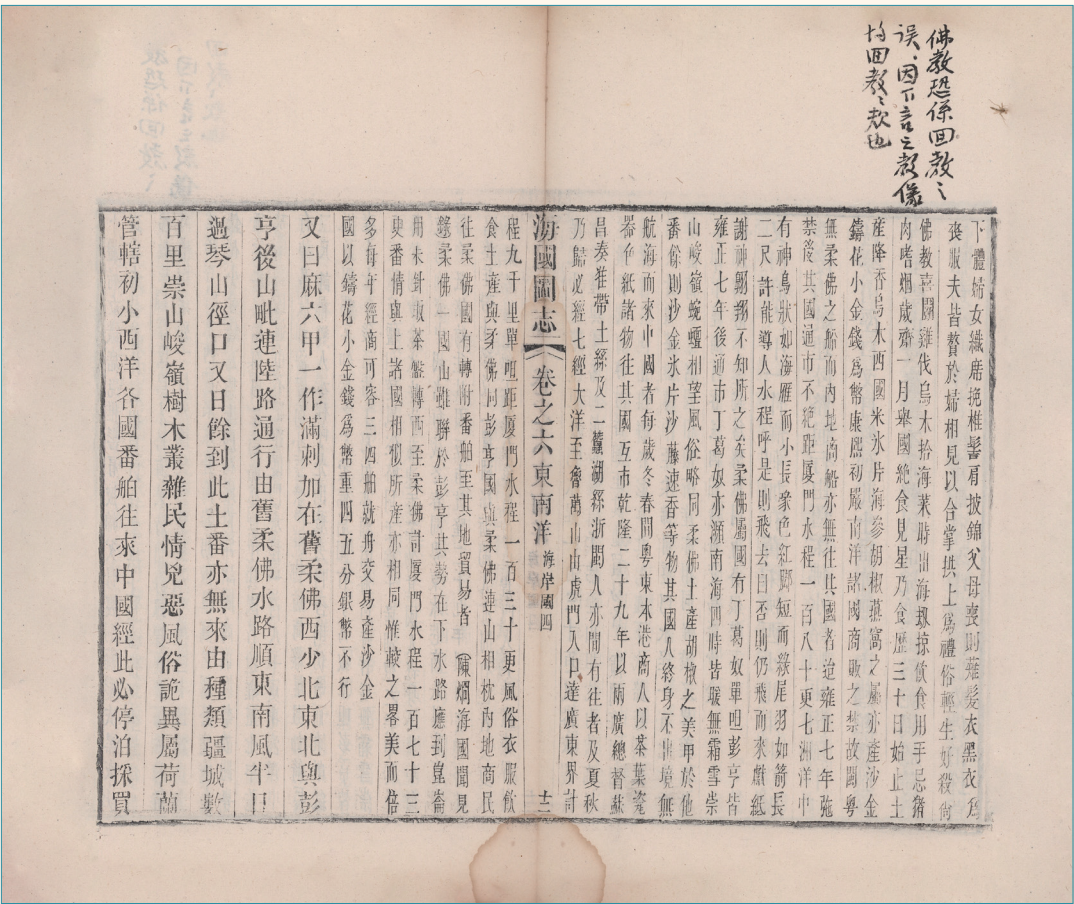 佛教恐係回教之
误，因下言之教儀
均回教之教也
下體婦女織席挽椎髻肩披錦父母喪則薙髮衣黑衣為
喪服夫皆贅於婦相見以合掌拱上為禮俗輕生好殺尚
佛教喜鬬雞伐烏木拾海菜時出海刼掠飲食用手忌豬
肉嗜烟歲齋一月舉國絶食見星乃食歷三十日始止土
產降香烏木西國米氷片海參胡椒燕窩之屬亦產沙金
鑄花小金錢為幣康熙初嚴南洋諸國商販之禁故閩粤
無柔佛之船而內地商船亦無往其國者迨雍正七年弛
禁後其國通市不絶距厦門水程一百八十更七洲洋中
有神鳥狀如海雁而小長喙色紅脚短而綠尾羽如箭長
二尺許能導人水程呼是則飛去曰否則仍飛而來獻紙
謝神翱翔不知所之矣柔佛屬國有丁葛奴單咀彭亨皆
雍正七年後通市丁葛奴亦瀕南海四時皆暖無霜雪崇
山峻嶺蜿蟺相望風俗略同柔佛土產胡椒之美甲於他
番餘則沙金氷片沙藤速香等物其國人終身不出境無
航海而來中國者每歲冬春間粤東本港商人以茶葉瓷
器色紙諸物往其國互市乾隆二十九年以兩廣總督蘇
昌奏准帶土絲及二蠶湖絲浙閩人亦間有往者及夏秋
乃歸必經七經大洋至魯萬山山虎門入口達廣東界計
海國圖志 卷之六東南洋 海岸國四 十三
程九千里單咀距厦門水程一百三十更風俗衣服飲
食土產與柔佛同彭亨國與柔佛連山相枕內地商民
往柔佛國有轉附番舶至其地貿易者 陳烱海國聞見
錄柔佛一國山雖聯於彭亨其勢在下水路應到崑崙
用未針取茶盤轉西至柔佛計厦門水程一百七十三
更番情與上諸國相似所產亦相同惟較之畧美而倍
多每年經商可容三四舶就舟交易產沙金
國以鑄花小金錢為幣重四五分銀幣不行
又曰麻六甲一作滿剌加在舊柔佛西少北東北與彭
亨後山毗連陸路通行由舊柔佛水路順東南風半日
過琴山徑口又日餘到此土番亦無來由種類疆域數
百里崇山峻嶺樹木叢雜民情兇惡風俗詭異屬荷蘭
管轄初小西洋各國番舶往來中國經此必停泊採買